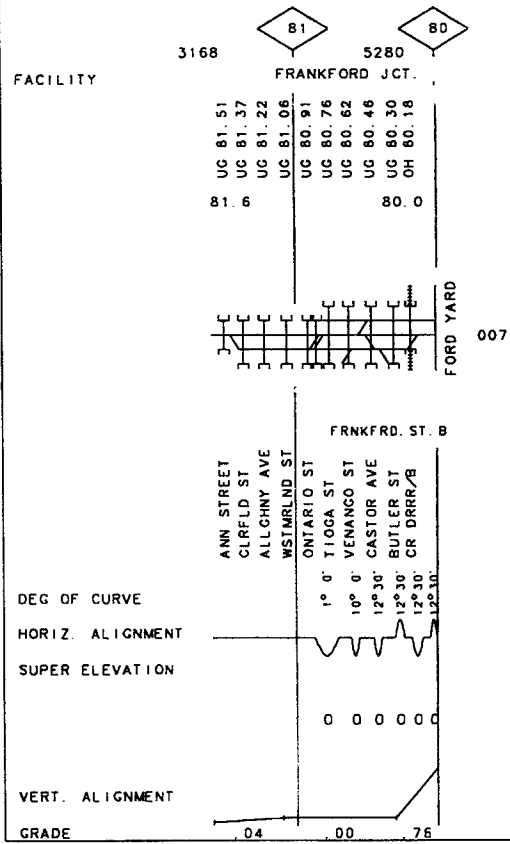 81 80
3168 5280
FACILITY FRANKFORD JCT.
UG 81.51
UG 81.37
UG 81.22
UG 81.06
UG 80.91
UG 80.76
UG 80.62
UG 80.46
UG 80.30
OH 80.18
81.6 80.0
FORD YARD
007
FRNKFRD. ST. B
ANN STREET
CLRFLD ST
ALLGHNY AVE
WSTMRLND ST
ONTARIO ST
TIOGA ST
VENANGO ST
CASTOR AVE
BUTLER ST
CR DRRR/B
DEG OF CURVE
1° 0'
10° 0'
12° 30'
12° 30'
12° 30'
12° 30'
HORIZ. ALIGNMENT
SUPER ELEVATION
0 0 0 0 0 0
VERT. ALIGNMENT
GRADE .04 .00 .76